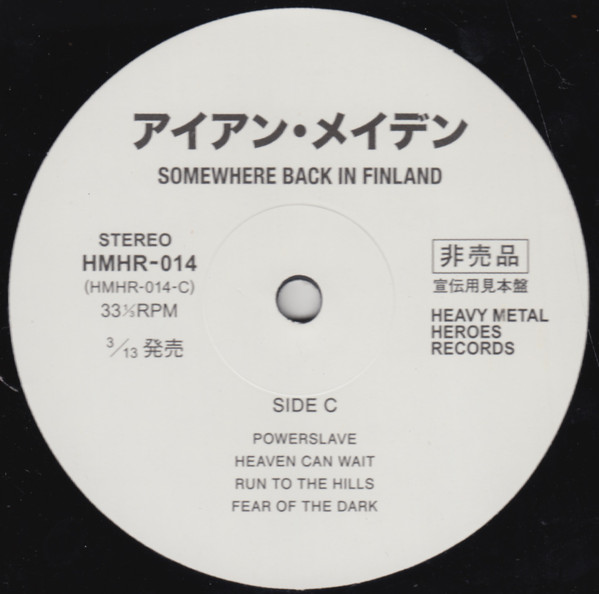 アイアン・メイデン
SOMEWHERE BACK IN FINLAND
STEREO
HMHR-014
(HMHR-014-C)
33⅓RPM
3/13 発売
非売品
宣伝用見本盤
HEAVY METAL
HEROES
RECORDS
SIDE C
POWERSLAVE
HEAVEN CAN WAIT
RUN TO THE HILLS
FEAR OF THE DARK